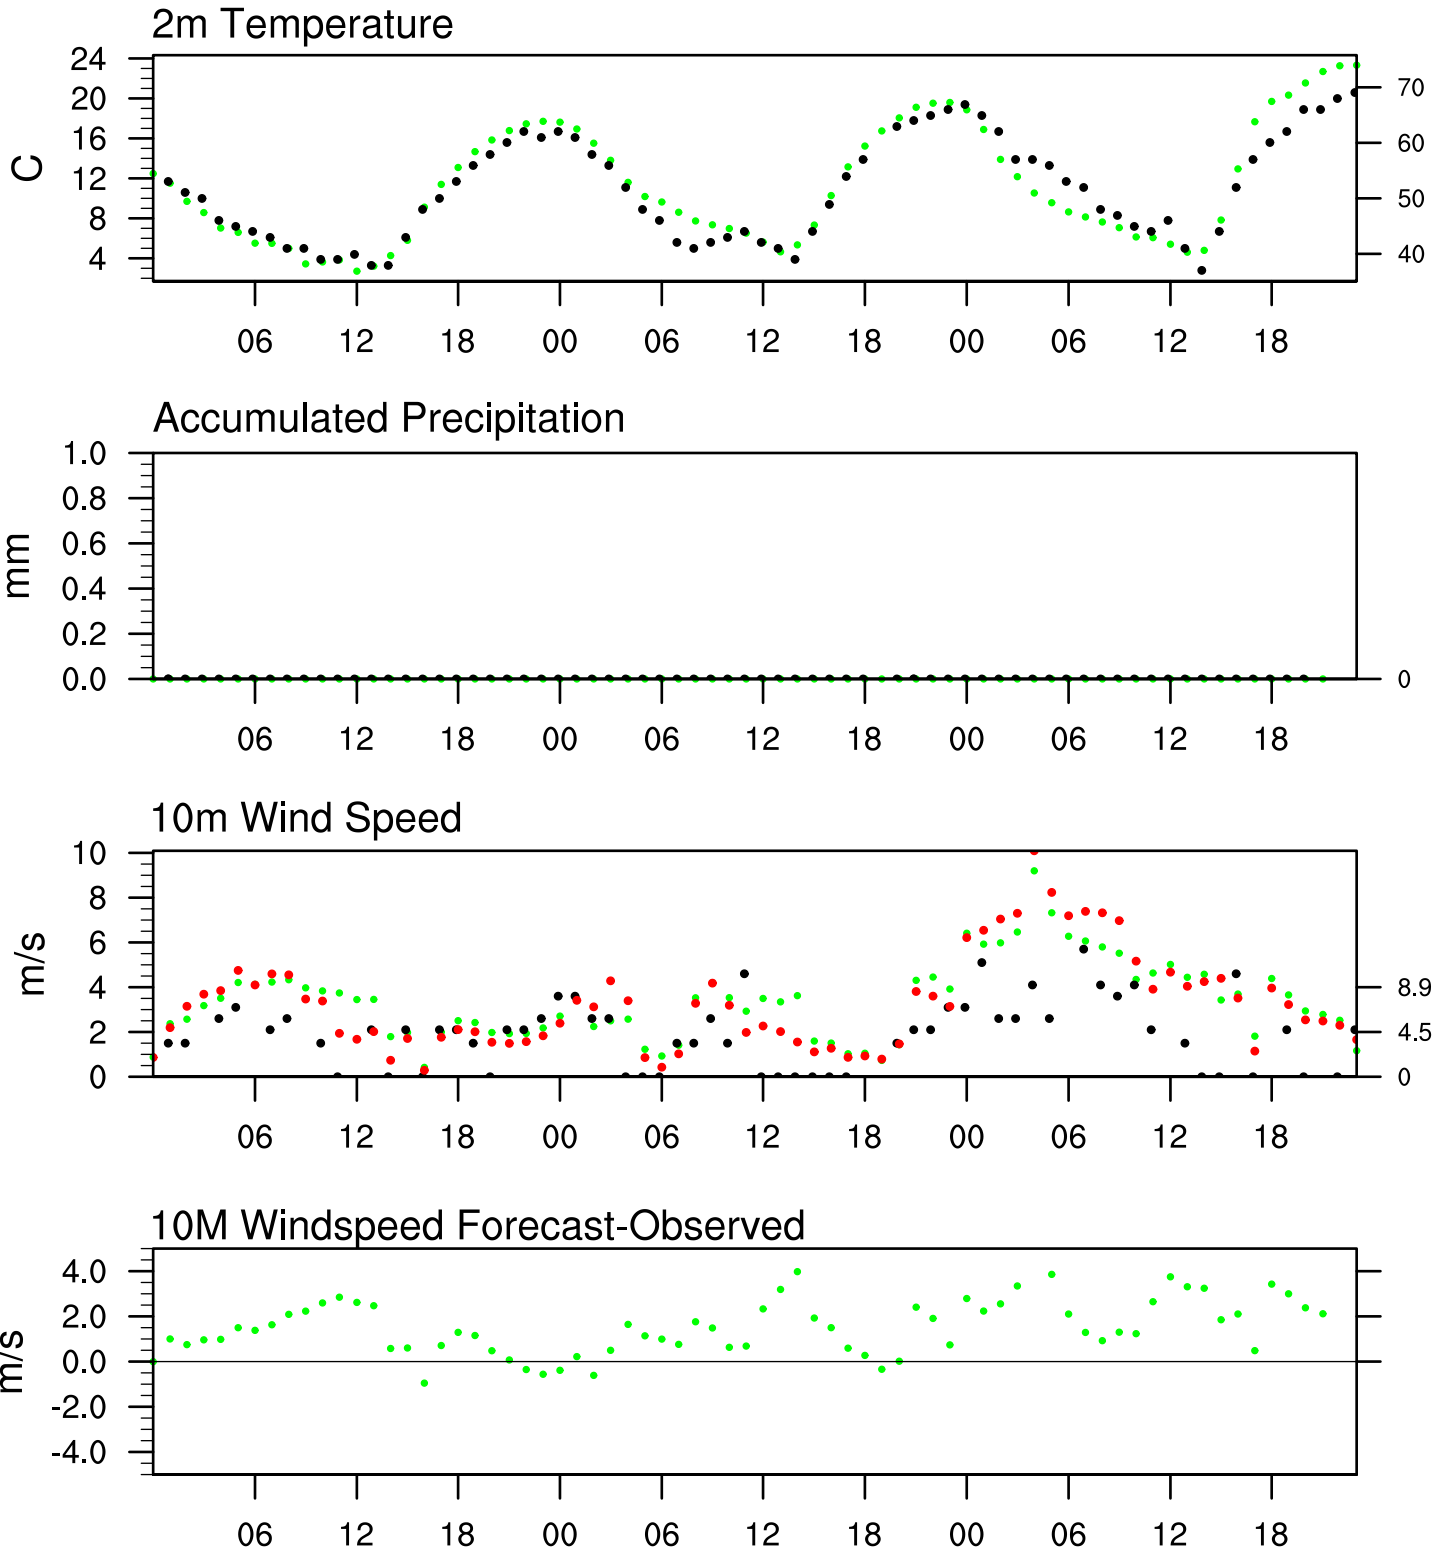 2m Temperature
24
20
16
12
8
4
C
70
60
50
40
06 12 18 00 06 12 18 00 06 12 18
Accumulated Precipitation
1.0
0.8
0.6
0.4
0.2
0.0
mm
0
06 12 18 00 06 12 18 00 06 12 18
10m Wind Speed
10
8
6
4
2
0
m/s
8.9
4.5
0
06 12 18 00 06 12 18 00 06 12 18
10M Windspeed Forecast-Observed
4.0
2.0
0.0
-2.0
-4.0
m/s
06 12 18 00 06 12 18 00 06 12 18